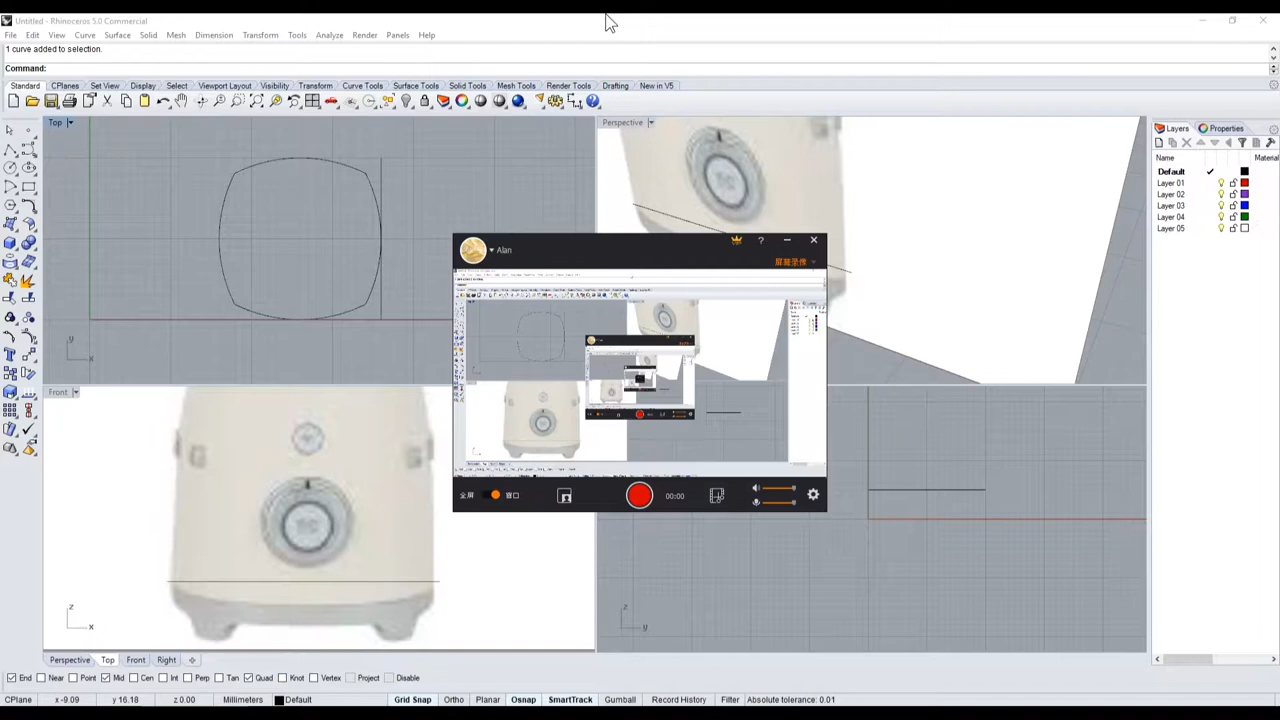 Untitled - Rhinoceros 5.0 Commercial
File Edit View Curve Surface Solid Mesh Dimension Transform Tools Analyze Render Panels Help
1 curve added to selection.
Command:
Standard CPlanes Set View Display Select Viewport Layout Visibility Transform Curve Tools Surface Tools Solid Tools Mesh Tools Render Tools Drafting New in V5
Top
Perspective
Layers Properties
Name Material
Default
Layer 01
Layer 02
Layer 03
Layer 04
Layer 05
Alan
?
屏幕录像
y
x
Front
全屏 窗口 00:00
z
x
z
y
Perspective Top Front Right
End Near Point Mid Cen Int Perp Tan Quad Knot Vertex Project Disable
CPlane x -9.09 y 16.18 z 0.00 Millimeters Default Grid Snap Ortho Planar Osnap SmartTrack Gumball Record History Filter Absolute tolerance: 0.01